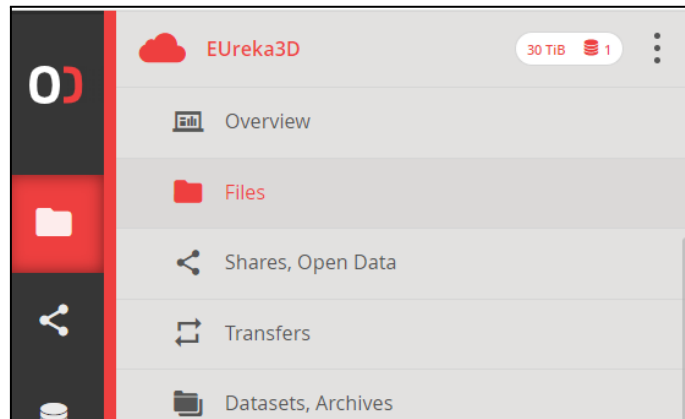 EUreka3D
30 TiB 1
Overview
Files
Shares, Open Data
Transfers
Datasets, Archives